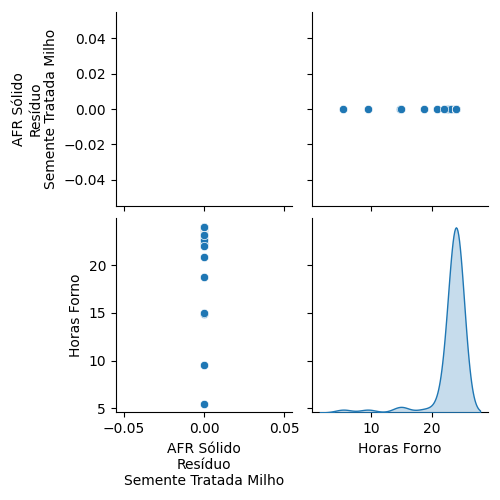 0.04
0.02
0.00
−0.02
−0.04
AFR Sólido
Resíduo
Semente Tratada Milho
20
15
10
5
Horas Forno
−0.05 0.00 0.05
AFR Sólido
Resíduo
Semente Tratada Milho
10 20
Horas Forno